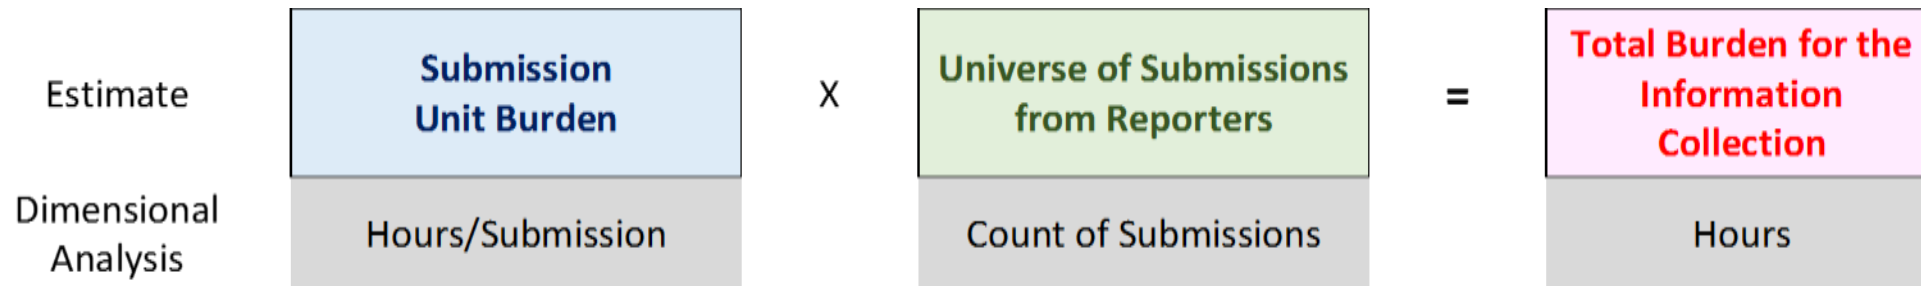 Estimate
Submission
Unit Burden
X
Universe of Submissions
from Reporters
=
Total Burden for the
Information
Collection
Dimensional
Analysis
Hours/Submission
Count of Submissions
Hours